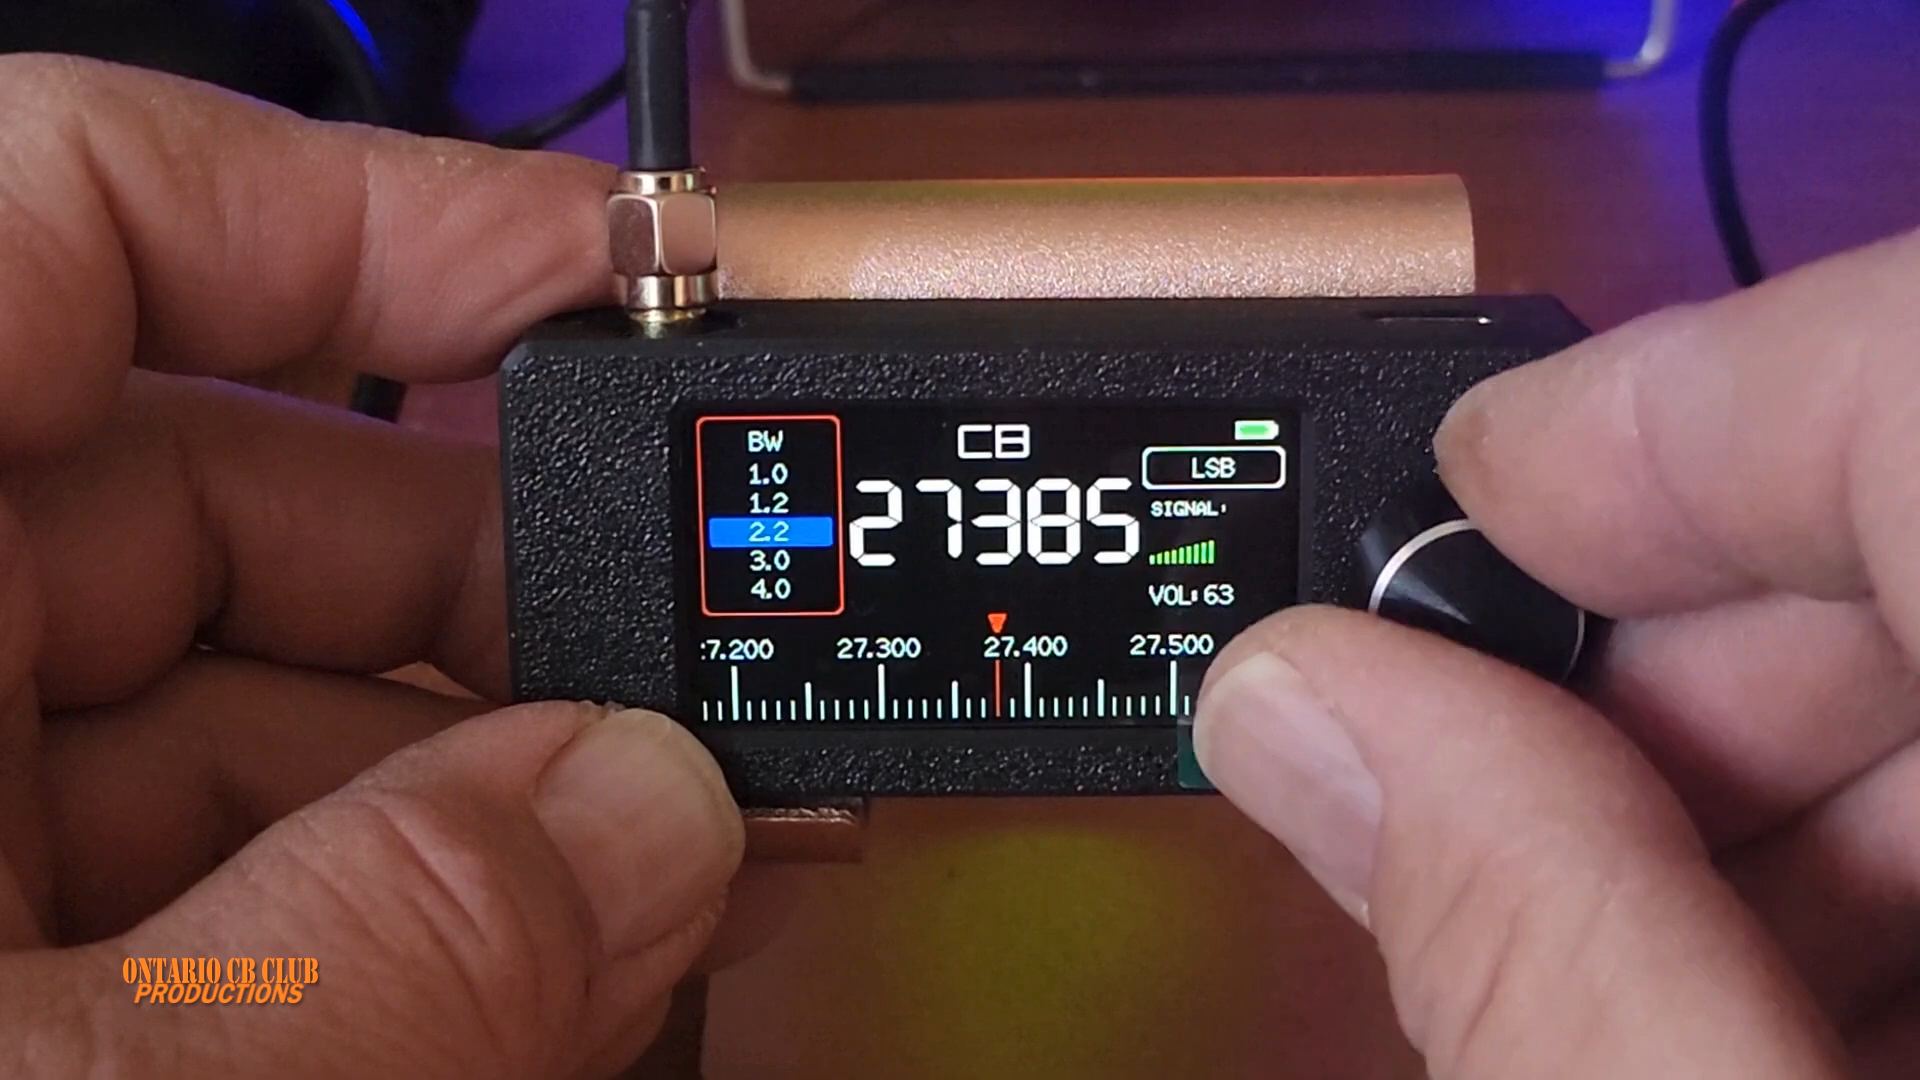 BW
1.0
1.2
2.2
3.0
4.0
CB
27385
LSB
SIGNAL:
VOL: 63
:7.200 27.300 27.400 27.500
ONTARIO CB CLUB
PRODUCTIONS